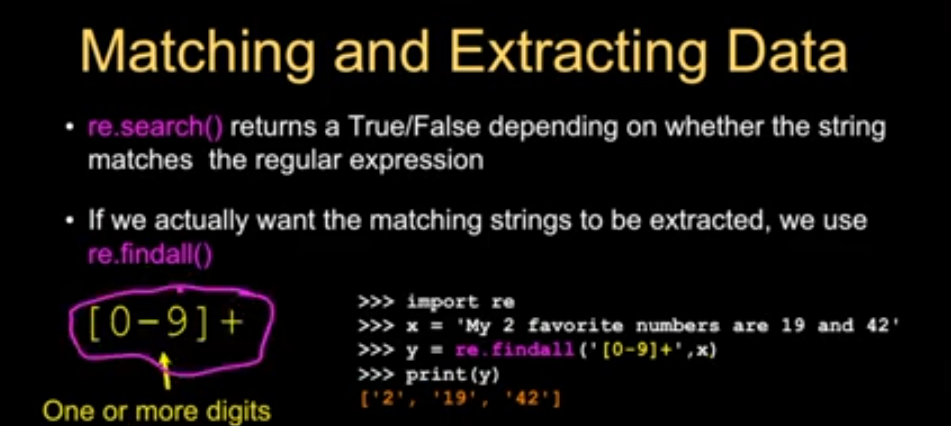 Matching and Extracting Data
• re.search() returns a True/False depending on whether the string
matches the regular expression
• If we actually want the matching strings to be extracted, we use
re.findall()
[0-9]+
One or more digits
>>> import re
>>> x = 'My 2 favorite numbers are 19 and 42'
>>> y = re.findall('[0-9]+',x)
>>> print(y)
['2', '19', '42']